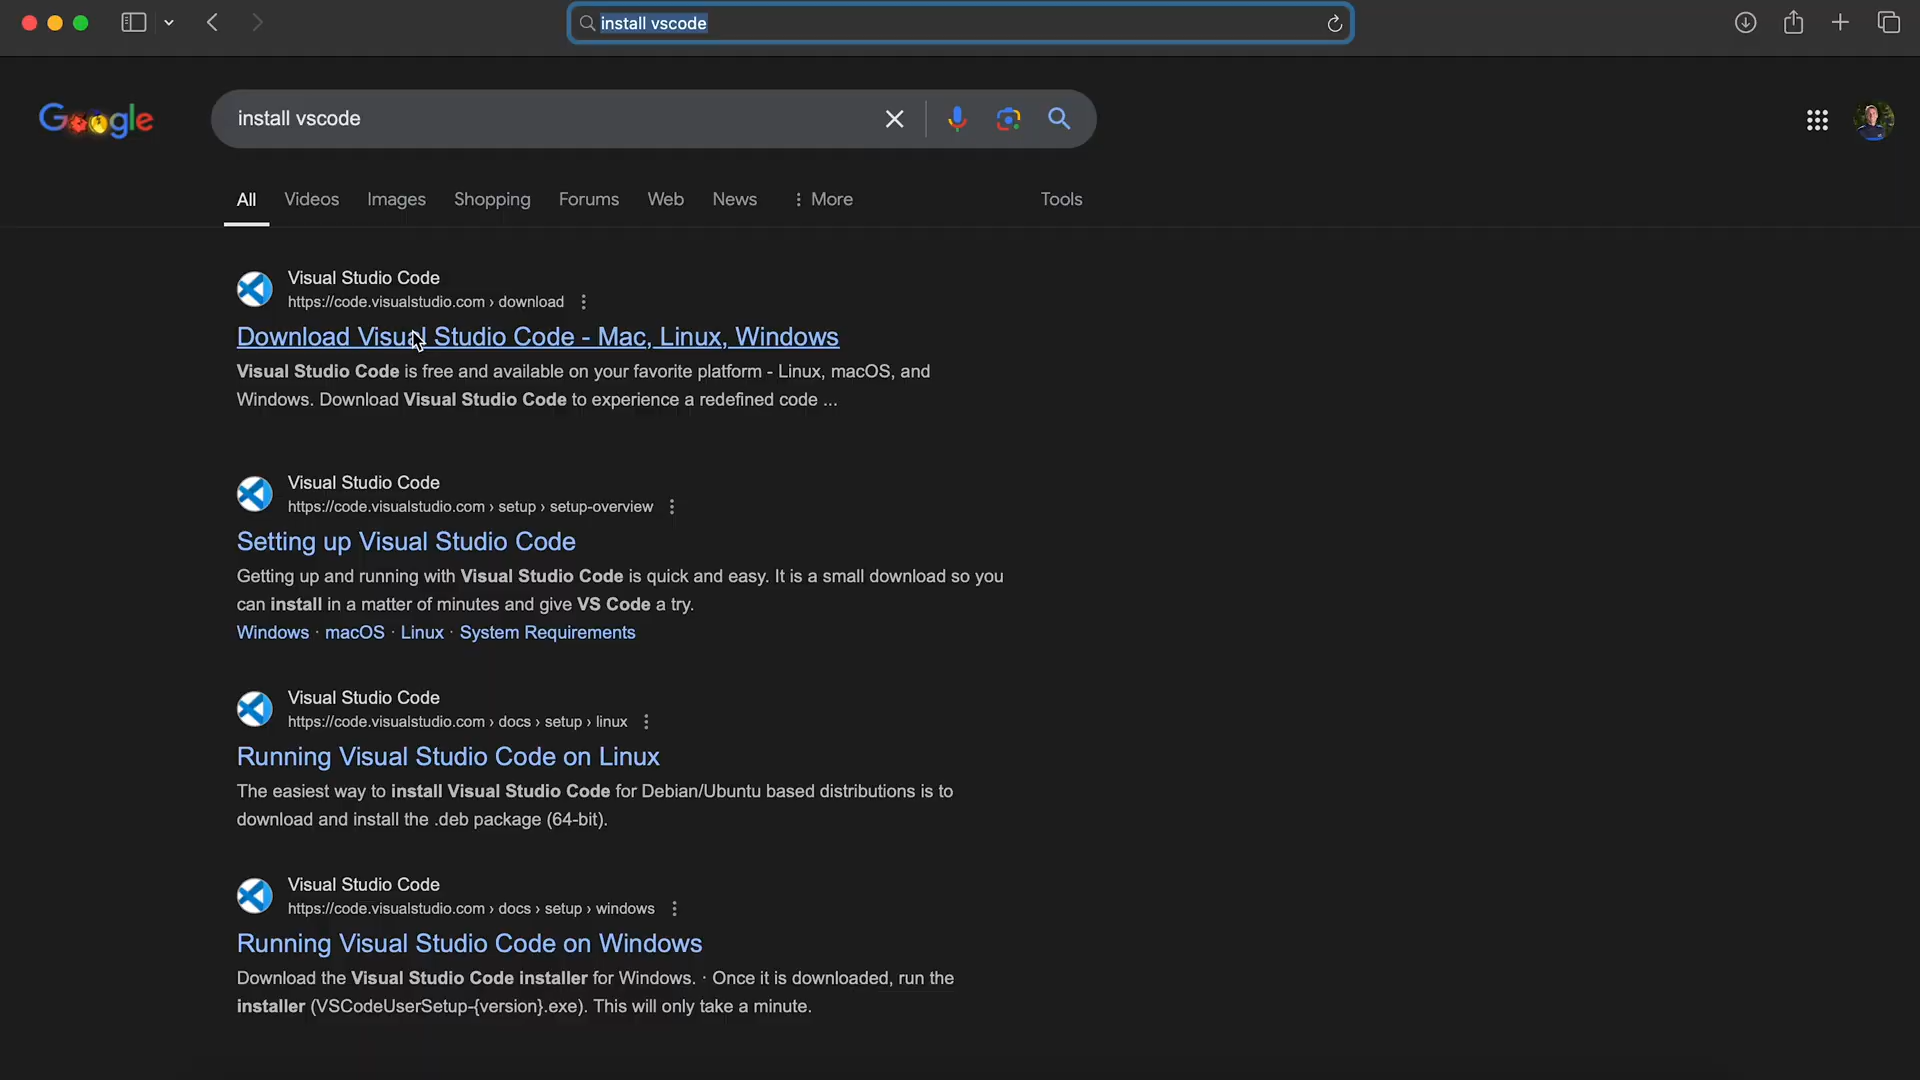 install vscode
Google
install vscode
All Videos Images Shopping Forums Web News More Tools
Visual Studio Code
https://code.visualstudio.com › download
Download Visual Studio Code - Mac, Linux, Windows
Visual Studio Code is free and available on your favorite platform - Linux, macOS, and
Windows. Download Visual Studio Code to experience a redefined code ...
Visual Studio Code
https://code.visualstudio.com › setup › setup-overview
Setting up Visual Studio Code
Getting up and running with Visual Studio Code is quick and easy. It is a small download so you
can install in a matter of minutes and give VS Code a try.
Windows · macOS · Linux · System Requirements
Visual Studio Code
https://code.visualstudio.com › docs › setup › linux
Running Visual Studio Code on Linux
The easiest way to install Visual Studio Code for Debian/Ubuntu based distributions is to
download and install the .deb package (64-bit).
Visual Studio Code
https://code.visualstudio.com › docs › setup › windows
Running Visual Studio Code on Windows
Download the Visual Studio Code installer for Windows. · Once it is downloaded, run the
installer (VSCodeUserSetup-{version}.exe). This will only take a minute.